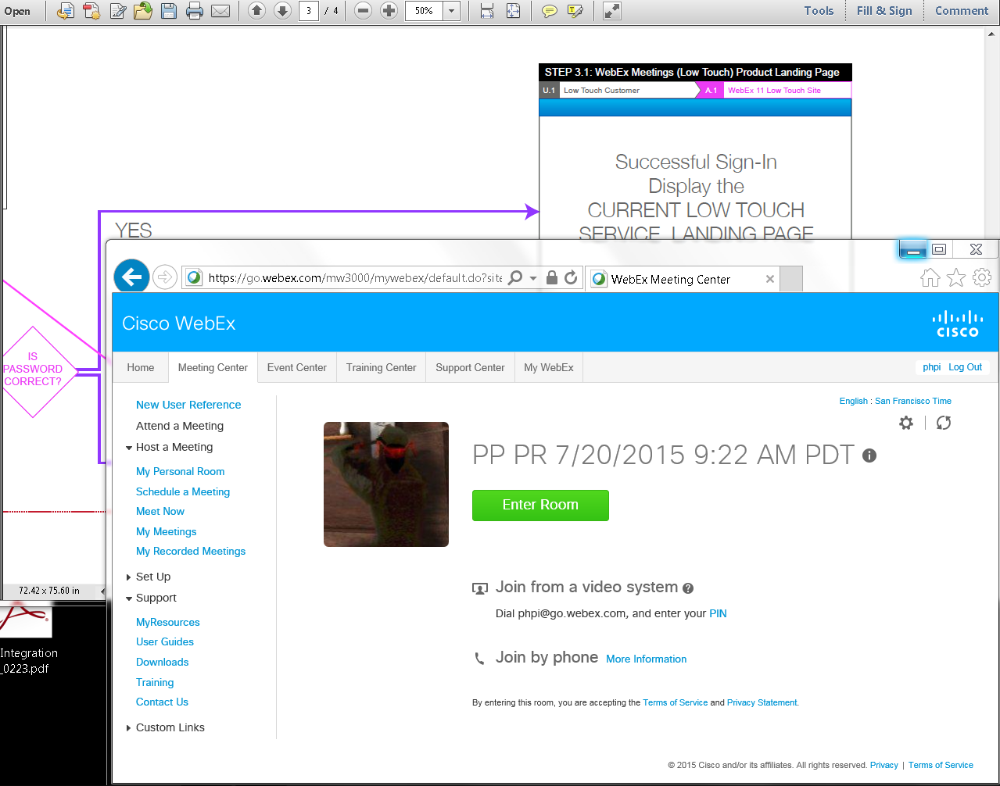 Open
3 / 4
50%
Tools
Fill & Sign
Comment
STEP 3.1: WebEx Meetings (Low Touch) Product Landing Page
U.1 Low Touch Customer A.1 WebEx 11 Low Touch Site
Successful Sign-In
Display the
CURRENT LOW TOUCH
SERVICE LANDING PAGE
YES
IS
PASSWORD
CORRECT?
72.42 x 75.60 in
Integration
_0223.pdf
https://go.webex.com/mw3000/mywebex/default.do?site
WebEx Meeting Center
Cisco WebEx
CISCO
Home
Meeting Center
Event Center
Training Center
Support Center
My WebEx
phpi Log Out
New User Reference
Attend a Meeting
Host a Meeting
My Personal Room
Schedule a Meeting
Meet Now
My Meetings
My Recorded Meetings
Set Up
Support
MyResources
User Guides
Downloads
Training
Contact Us
Custom Links
English : San Francisco Time
PP PR 7/20/2015 9:22 AM PDT
Enter Room
Join from a video system
Dial phpi@go.webex.com, and enter your PIN
Join by phone More Information
By entering this room, you are accepting the Terms of Service and Privacy Statement.
© 2015 Cisco and/or its affiliates. All rights reserved. Privacy | Terms of Service